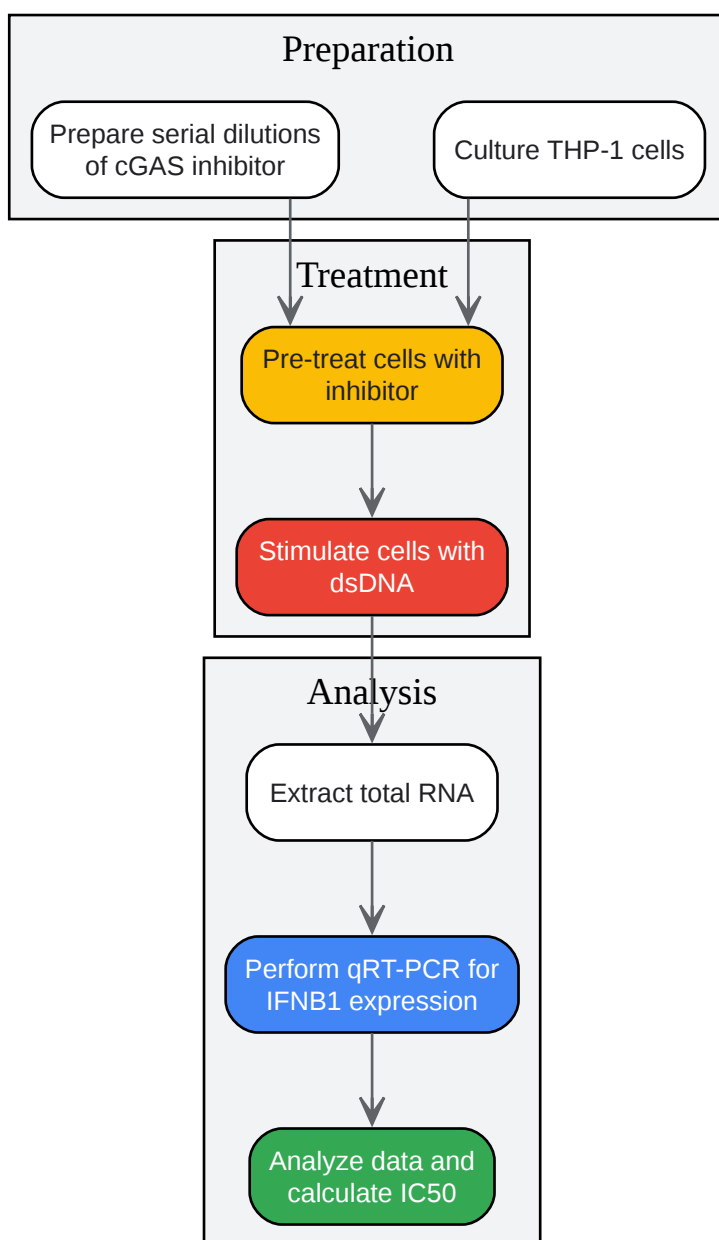 Preparation
Prepare serial dilutions
of cGAS inhibitor
Culture THP-1 cells
Treatment
Pre-treat cells with
inhibitor
Stimulate cells with
dsDNA
Analysis
Extract total RNA
Perform qRT-PCR for
IFNB1 expression
Analyze data and
calculate IC50